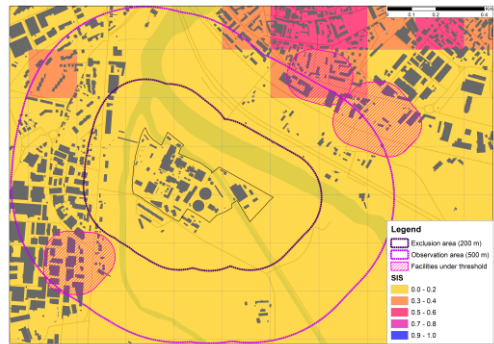 0 0.1 0.2 0.4
Legend
Exclusion area (200 m)
Observation area (500 m)
Facilities under threshold
SIS
0.0 - 0.2
0.3 - 0.4
0.5 - 0.6
0.7 - 0.8
0.9 - 1.0